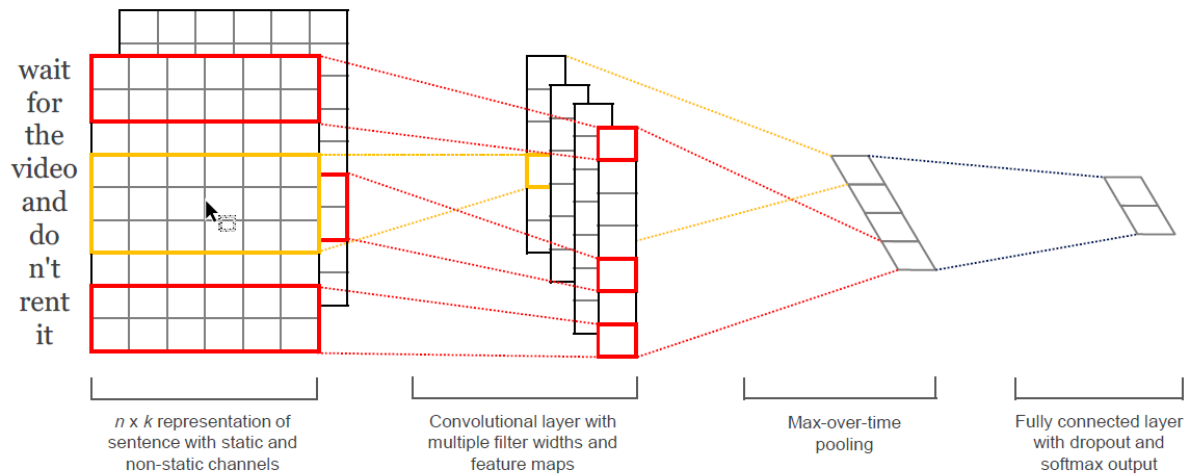 wait
for
the
video
and
do
n't
rent
it
n x k representation of
sentence with static and
non-static channels
Convolutional layer with
multiple filter widths and
feature maps
Max-over-time
pooling
Fully connected layer
with dropout and
softmax output